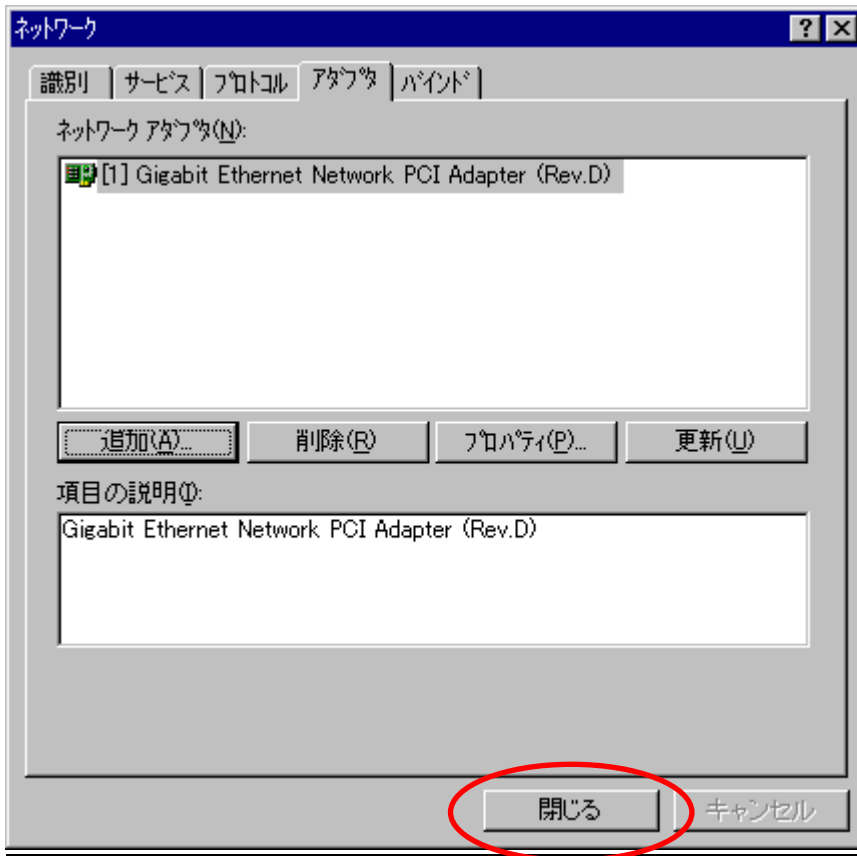 ネットワーク
識別 サービス プロトコル アダプタ バインド
ネットワーク アダプタ(N):
[1] Gigabit Ethernet Network PCI Adapter (Rev.D)
追加(A)... 削除(R) プロパティ(P)... 更新(U)
項目の説明(I):
Gigabit Ethernet Network PCI Adapter (Rev.D)
閉じる キャンセル